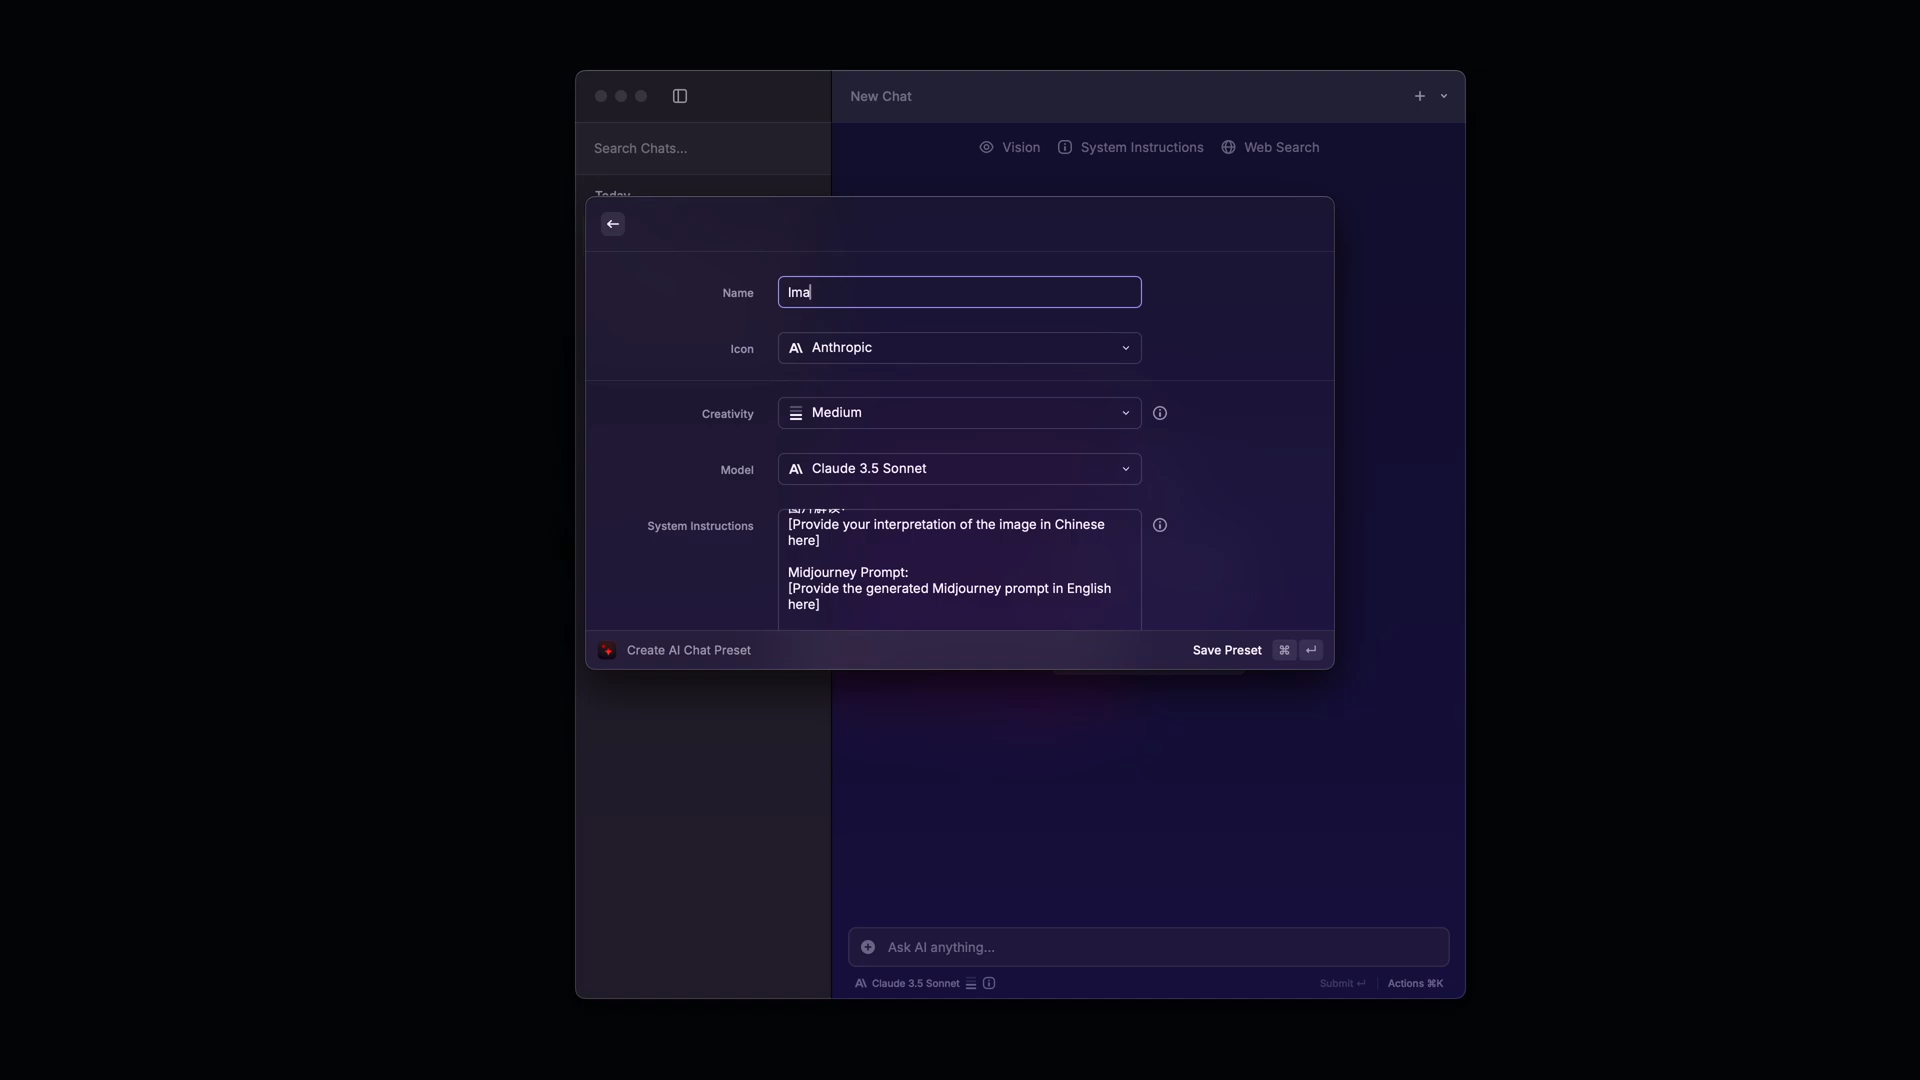 New Chat
Search Chats...
Vision
System Instructions
Web Search
Today
Name
Ima
Icon
Anthropic
Creativity
Medium
Model
Claude 3.5 Sonnet
System Instructions
[Provide your interpretation of the image in Chinese
here]
Midjourney Prompt:
[Provide the generated Midjourney prompt in English
here]
Create AI Chat Preset
Save Preset ⌘ ↵
Ask AI anything...
Claude 3.5 Sonnet
Submit ↵
Actions ⌘K